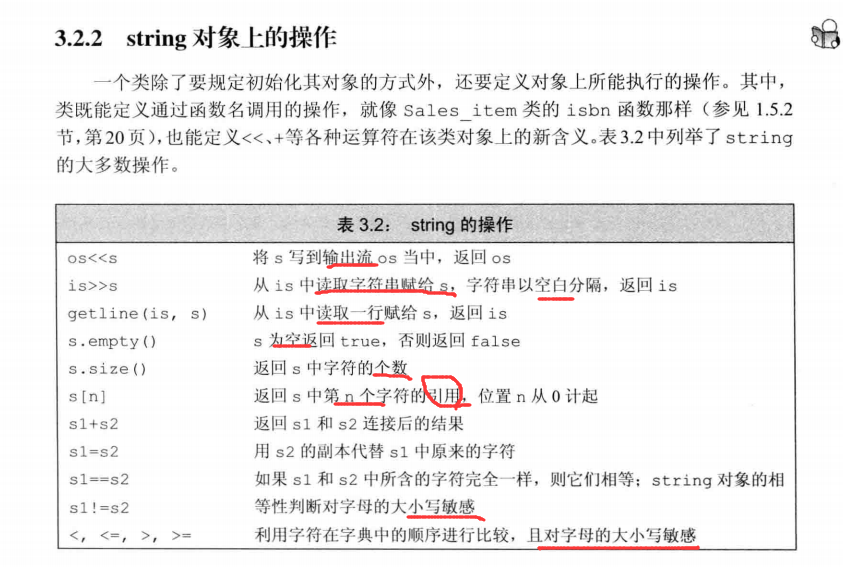 3.2.2 string 对象上的操作
一个类除了要规定初始化其对象的方式外，还要定义对象上所能执行的操作。其中，
类既能定义通过函数名调用的操作，就像 Sales_item 类的 isbn 函数那样（参见 1.5.2
节，第20页），也能定义<<、+等各种运算符在该类对象上的新含义。表3.2中列举了string
的大多数操作。
表 3.2： string 的操作
os<<s 将 s 写到输出流 os 当中，返回 os
is>>s 从 is 中读取字符串赋给 s，字符串以空白分隔，返回 is
getline(is, s) 从 is 中读取一行赋给 s，返回 is
s.empty() s 为空返回 true，否则返回 false
s.size() 返回 s 中字符的个数
s[n] 返回 s 中第 n 个字符的引用，位置 n 从 0 计起
s1+s2 返回 s1 和 s2 连接后的结果
s1=s2 用 s2 的副本代替 s1 中原来的字符
s1==s2 如果 s1 和 s2 中所含的字符完全一样，则它们相等；string 对象的相
s1!=s2 等性判断对字母的大小写敏感
<, <=, >, >= 利用字符在字典中的顺序进行比较，且对字母的大小写敏感